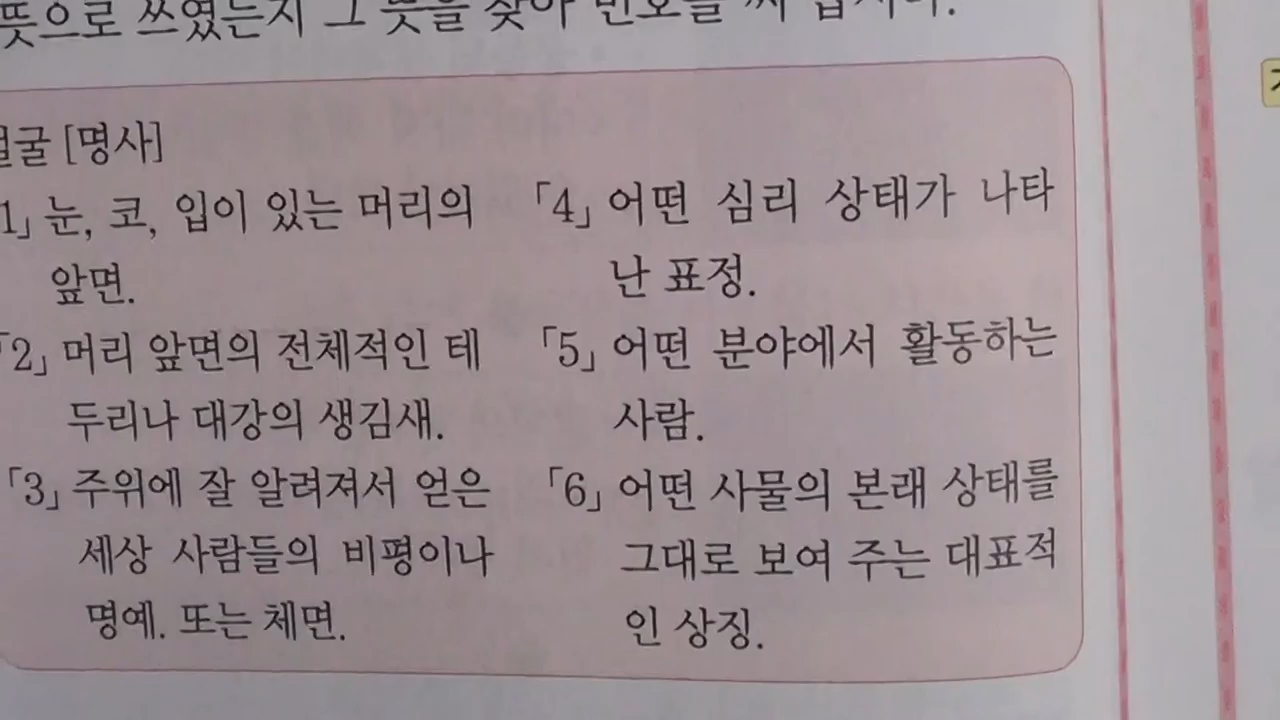 뜻으로 쓰였는지 그 뜻을 찾아 번호를 써 봅시다.
얼굴 [명사]
1」 눈, 코, 입이 있는 머리의
앞면.
「2」 머리 앞면의 전체적인 테
두리나 대강의 생김새.
「3」 주위에 잘 알려져서 얻은
세상 사람들의 비평이나
명예. 또는 체면.
「4」 어떤 심리 상태가 나타
난 표정.
「5」 어떤 분야에서 활동하는
사람.
「6」 어떤 사물의 본래 상태를
그대로 보여 주는 대표적
인 상징.